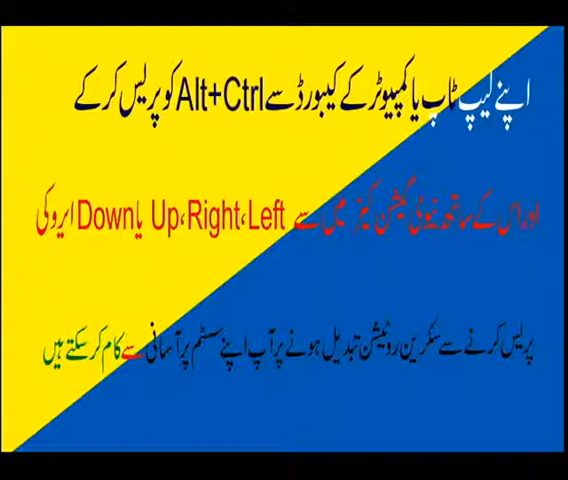 اپنے لیپ ٹاپ یا کمپیوٹر کے کیبورڈ سے Alt+Ctrl کو پریس کر کے
اور اس کے ساتھ نیوی گیشن کیز میں سے Up،Right،Left یا Down ایرو کی
پریس کرنے سے سکرین روٹیشن تبدیل ہونے پر آپ اپنے سسٹم پر آسانی سے کام کر سکتے ہیں